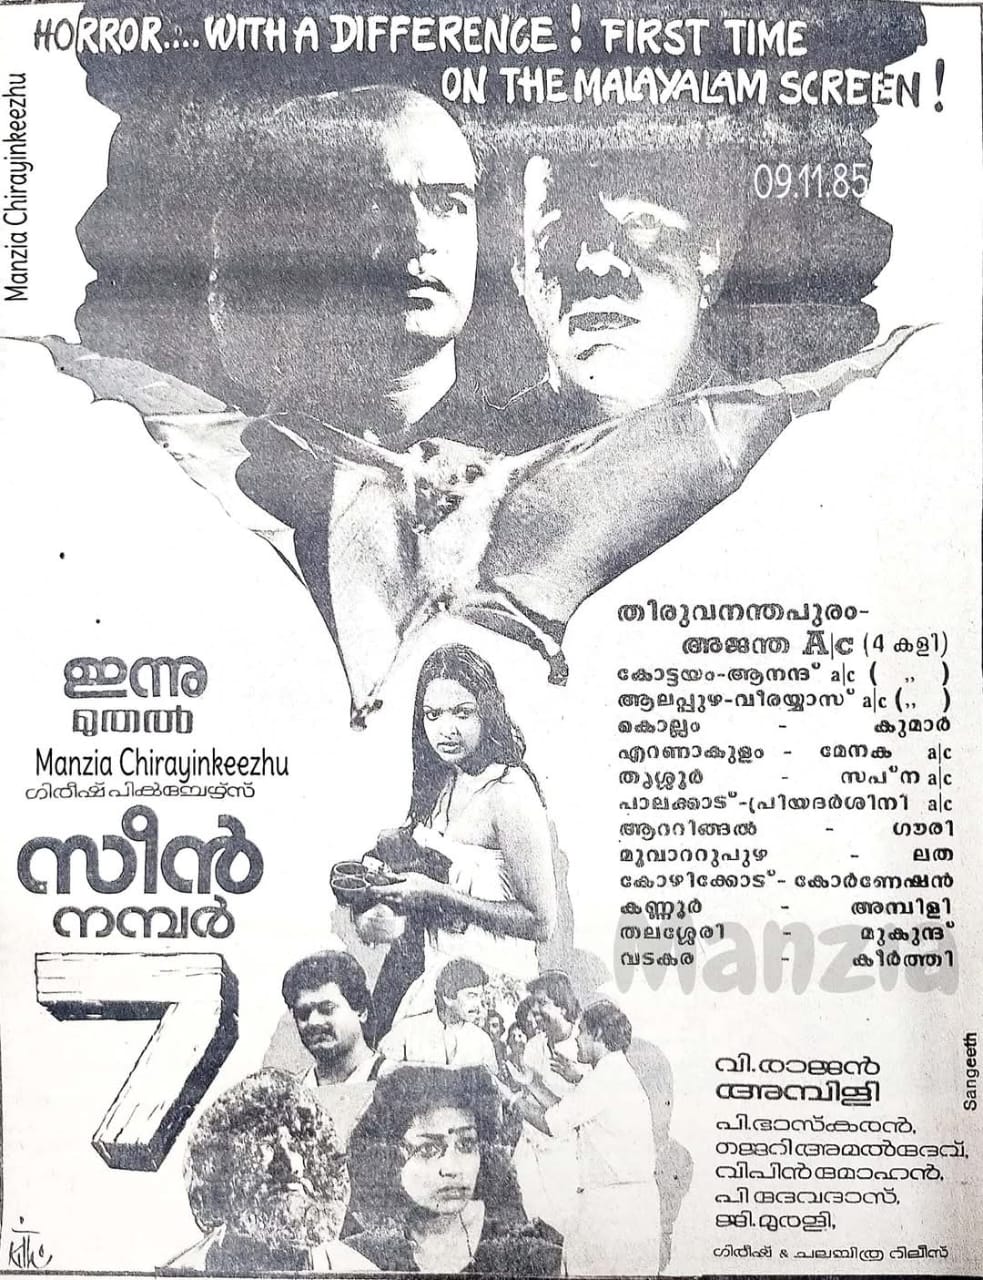 HORROR.... WITH A DIFFERENCE! FIRST TIME
ON THE MALAYALAM SCREEN!
Manzia Chirayinkeezhu
09.11.85
ഇന്നു
മുതൽ
Manzia Chirayinkeezhu
ഗിരീഷ് പിക്ചേഴ്സ്
സീൻ
നമ്പർ
7
തിരുവനന്തപുരം-
അജന്ത A/c (4 കളി)
കോട്ടയം-ആനന്ദ് a/c ( ,, )
ആലപ്പുഴ-വീരയ്യാസ് a/c (,, )
കൊല്ലം - കുമാർ
എറണാകുളം - മേനക a/c
തൃശ്ശൂർ - സപ്ന a/c
പാലക്കാട്-പ്രിയദർശിനി a/c
ആററിങ്ങൽ - ഗൗരി
മൂവാററുപുഴ - ലത
കോഴിക്കോട്-കോർണേഷൻ
കണ്ണൂർ - അമ്പിളി
തലശ്ശേരി - മുകുന്ദ്
വടകര - കീർത്തി
Manzia
Sangeeth
വി.രാജൻ
അമ്പിളി
പി.ഭാസ്കരൻ,
ജെറിഅമൽദേവ്,
വിപിൻമോഹൻ,
പി ദേവദാസ്,
ജി.മുരളി,
ഗിരീഷ് & ചലച്ചിത്ര റിലീസ്